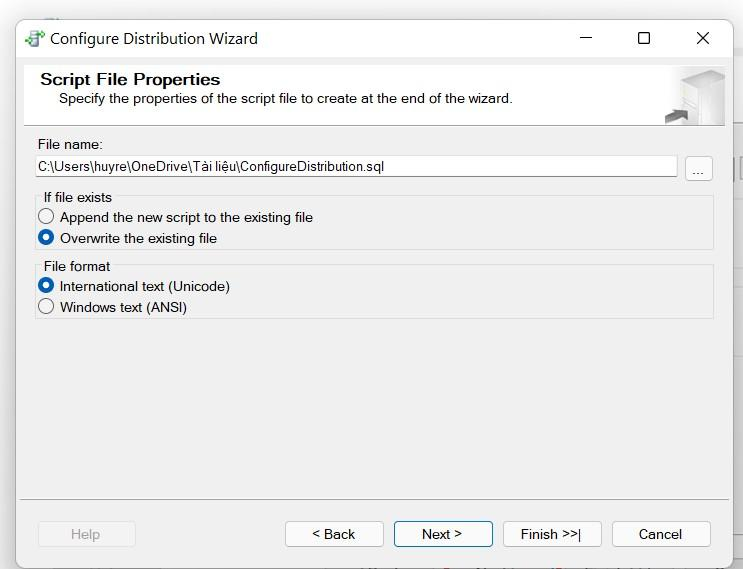 Configure Distribution Wizard
Script File Properties
Specify the properties of the script file to create at the end of the wizard.
File name:
C:\Users\huyre\OneDrive\Tài liệu\ConfigureDistribution.sql
...
If file exists
Append the new script to the existing file
Overwrite the existing file
File format
International text (Unicode)
Windows text (ANSI)
Help
< Back
Next >
Finish >>|
Cancel